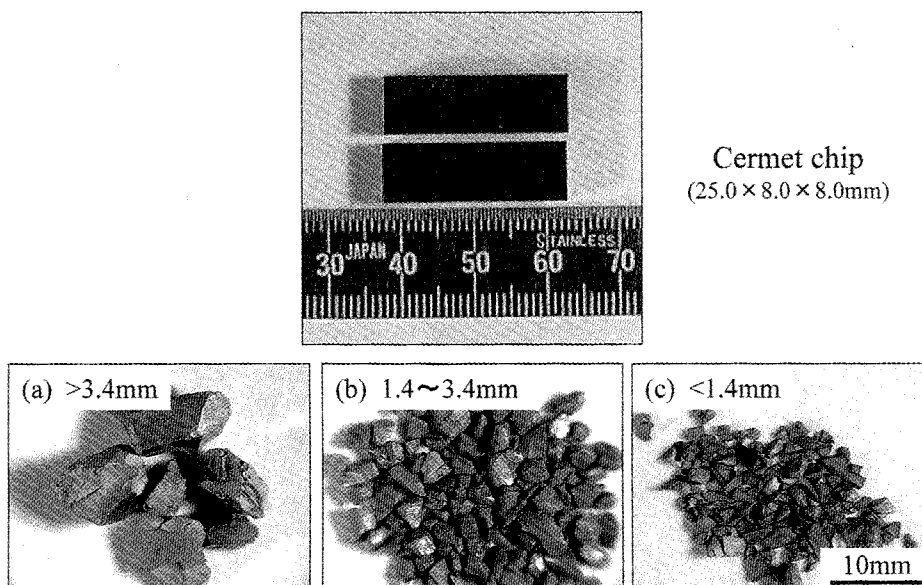 Cermet chip
(25.0×8.0×8.0mm)
JAPAN STAINLESS
30 40 50 60 70
(a) >3.4mm
(b) 1.4～3.4mm
(c) <1.4mm
10mm